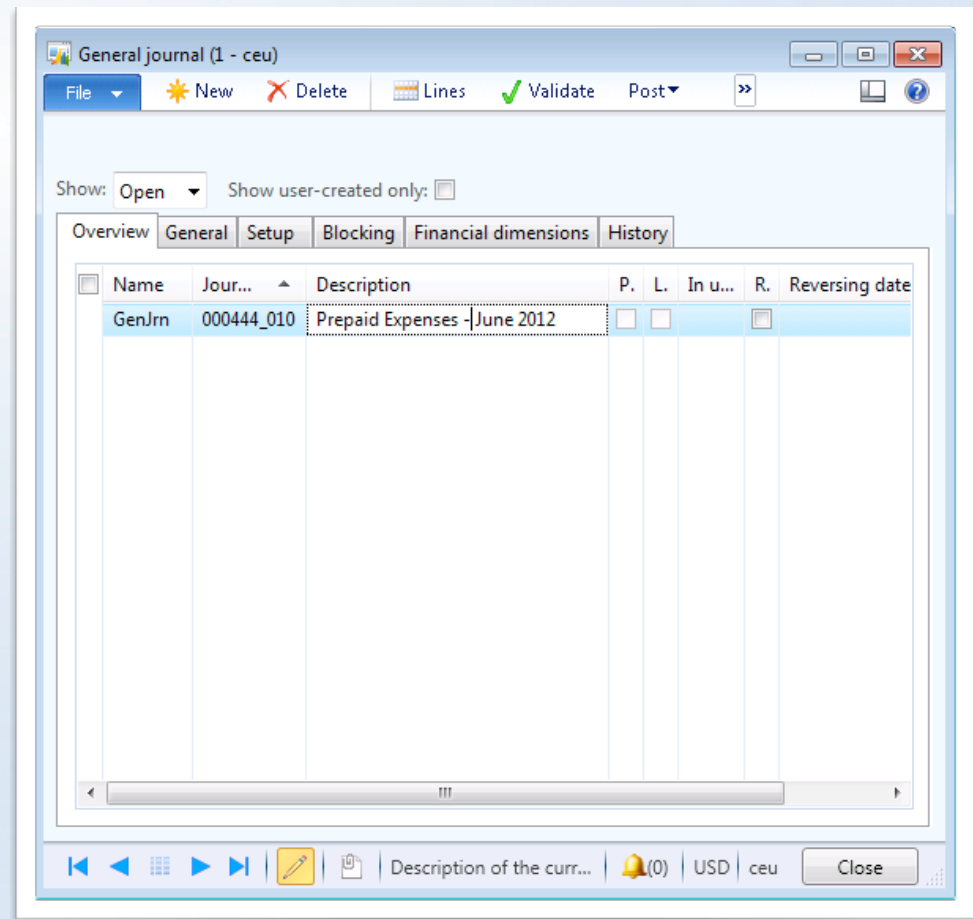 General journal (1 - ceu)
File New Delete Lines Validate Post »
Show: Open Show user-created only:
Overview General Setup Blocking Financial dimensions History
Name Jour... Description P. L. In u... R. Reversing date
GenJrn 000444_010 Prepaid Expenses - June 2012
Description of the curr... (0) USD ceu Close